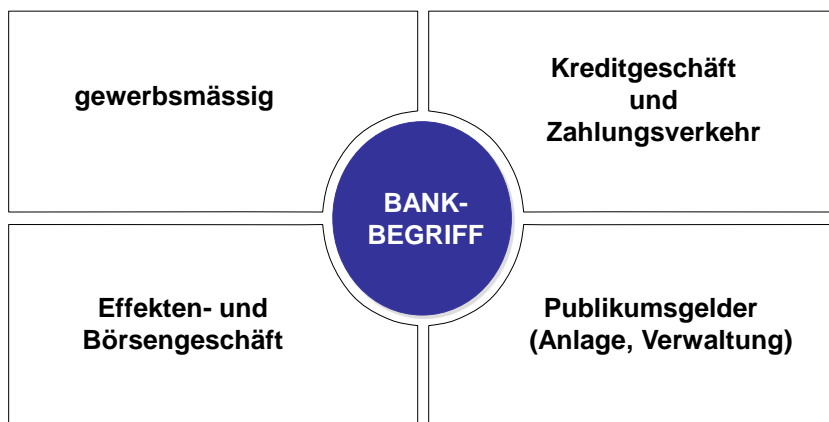 gewerbsmässig
Kreditgeschäft
und
Zahlungsverkehr
BANK-
BEGRIFF
Effekten- und
Börsengeschäft
Publikumsgelder
(Anlage, Verwaltung)